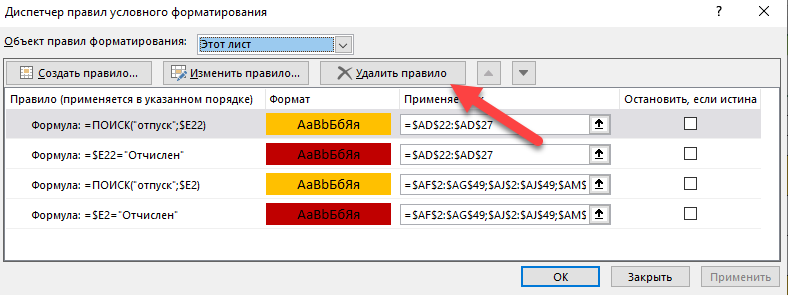 Диспетчер правил условного форматирования ? ×
Объект правил форматирования: Этот лист
Создать правило... Изменить правило... Удалить правило
Правило (применяется в указанном порядке) Формат Остановить, если истина
Формула: =ПОИСК("отпуск";$E22) АаВbБбЯя =$AD$22:$AD$27
Формула: =$E22="Отчислен" АаВbБбЯя =$AD$22:$AD$27
Формула: =ПОИСК("отпуск";$E2) АаВbБбЯя =$AF$2:$AG$49;$AJ$2:$AJ$49;$AM$
Формула: =$E2="Отчислен" АаВbБбЯя =$AF$2:$AG$49;$AJ$2:$AJ$49;$AM$
ОК Закрыть Применить